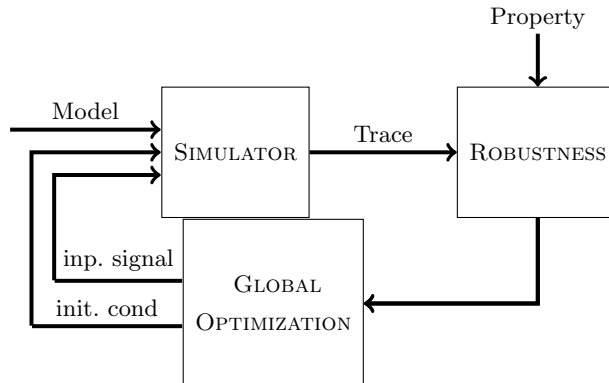 Property
Model
SIMULATOR
Trace
ROBUSTNESS
inp. signal
GLOBAL
OPTIMIZATION
init. cond